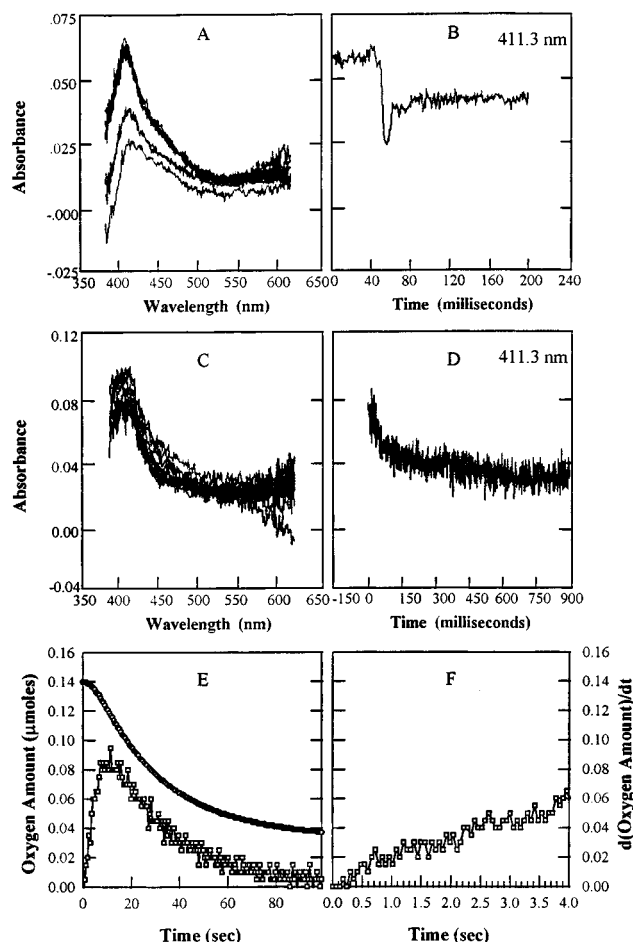 A
B
411.3 nm
Absorbance
.075
0.050
0.025
-.000
-.025
350 400 450 500 550 600 650
0 40 80 120 160 200 240
Wavelength (nm)
Time (milliseconds)
C
D
411.3 nm
Absorbance
0.12
0.08
0.04
0.00
-0.04
350 400 450 500 550 600 650
-150 0 150 300 450 600 750 900
Wavelength (nm)
Time (milliseconds)
E
F
Oxygen Amount (μmoles)
0.16
0.14
0.12
0.10
0.08
0.06
0.04
0.02
0.00
0 20 40 60 80
Time (sec)
0.0 0.5 1.0 1.5 2.0 2.5 3.0 3.5 4.0
Time (sec)
0.16
0.14
0.12
0.10
0.08
0.06
0.04
0.02
0.00
d(Oxygen Amount)/dt